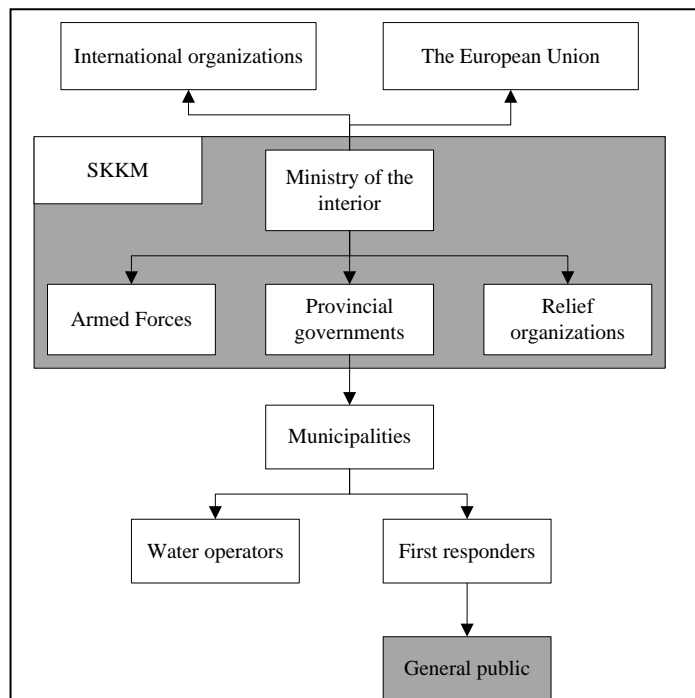 International organizations
The European Union
SKKM
Ministry of the
interior
Armed Forces
Provincial
governments
Relief
organizations
Municipalities
Water operators
First responders
General public